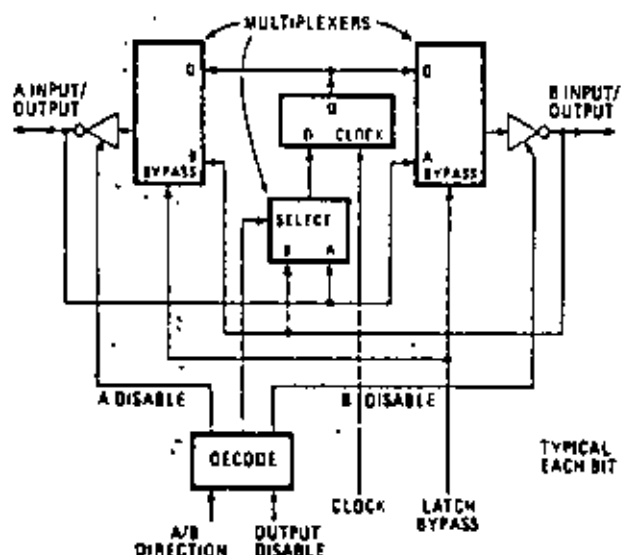 MULTIPLEXERS
A INPUT/
OUTPUT
B INPUT/
OUTPUT
Q
Q
Q
D CLOCK
B
BYPASS
A
BYPASS
SELECT
B A
A DISABLE
B DISABLE
DECODE
TYPICAL
EACH BIT
A/B
DIRECTION
OUTPUT
DISABLE
CLOCK
LATCH
BYPASS